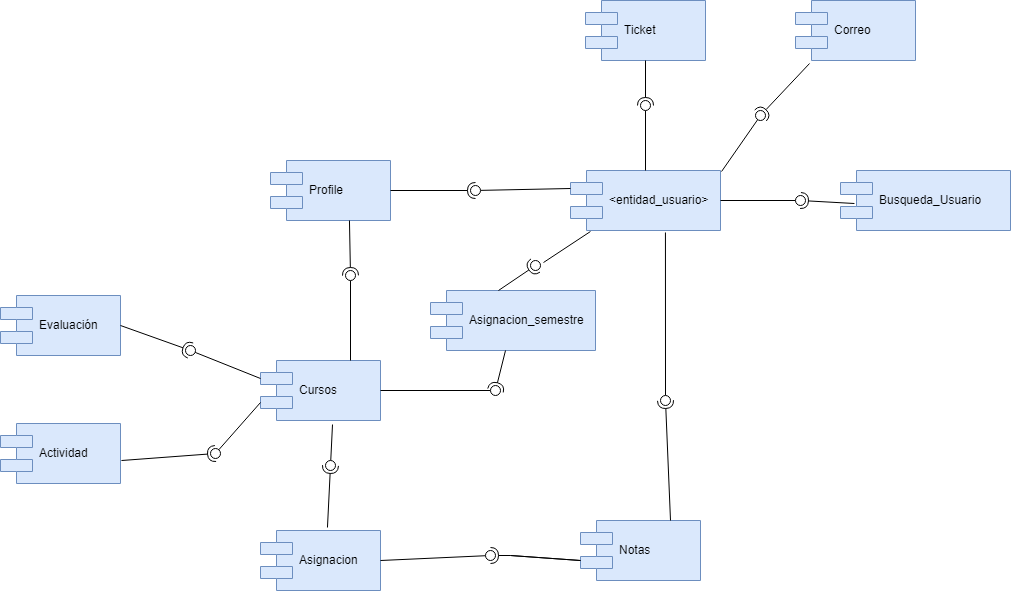 Ticket
Correo
Profile
<entidad_usuario>
Busqueda_Usuario
Evaluación
Asignacion_semestre
Cursos
Actividad
Asignacion
Notas